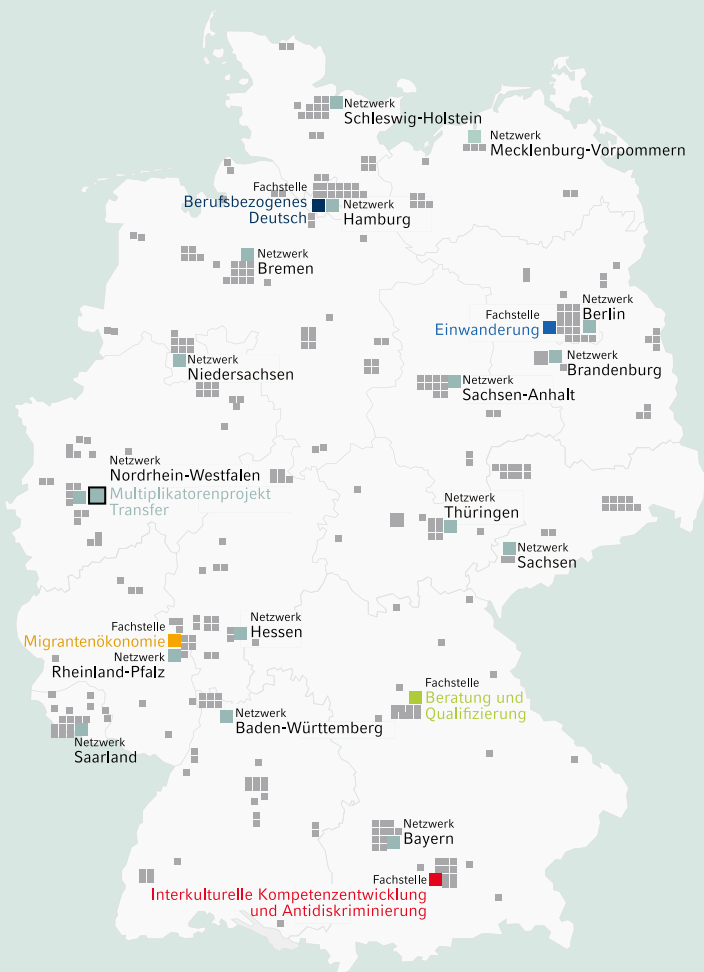 Netzwerk
Schleswig-Holstein
Netzwerk
Mecklenburg-Vorpommern
Fachstelle
Berufsbezogenes
Deutsch
Netzwerk
Hamburg
Netzwerk
Bremen
Netzwerk
Berlin
Fachstelle
Einwanderung
Netzwerk
Niedersachsen
Netzwerk
Brandenburg
Netzwerk
Sachsen-Anhalt
Netzwerk
Nordrhein-Westfalen
Multiplikatorenprojekt
Transfer
Netzwerk
Thüringen
Netzwerk
Sachsen
Fachstelle
Migrantenökonomie
Netzwerk
Rheinland-Pfalz
Netzwerk
Hessen
Fachstelle
Beratung und
Qualifizierung
Netzwerk
Baden-Württemberg
Netzwerk
Saarland
Netzwerk
Bayern
Fachstelle
Interkulturelle Kompetenzentwicklung
und Antidiskriminierung